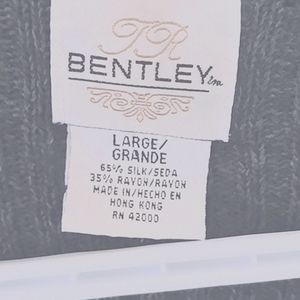 TR
BENTLEY
LARGE/
GRANDE
65% SILK/SEDA
35% RAYON/RAYON
MADE IN/HECHO EN
HONG KONG
RN 42000